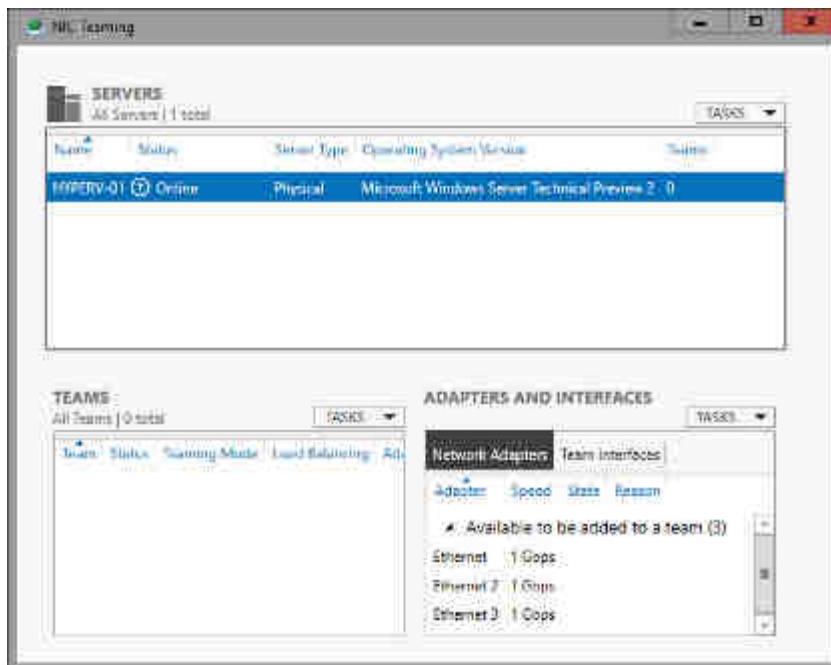 NIC Teaming
SERVERS
All Servers | 1 total
TASKS
Name Status Server Type Operating System Version Teams
HYPERV-01 Online Physical Microsoft Windows Server Technical Preview 2 0
TEAMS
All Teams | 0 total
TASKS
Team Status Teaming Mode Load Balancing Ada
ADAPTERS AND INTERFACES
TASKS
Network Adapters Team Interfaces
Adapter Speed State Reason
Available to be added to a team (3)
Ethernet 1 Gbps
Ethernet 2 1 Gbps
Ethernet 3 1 Gbps